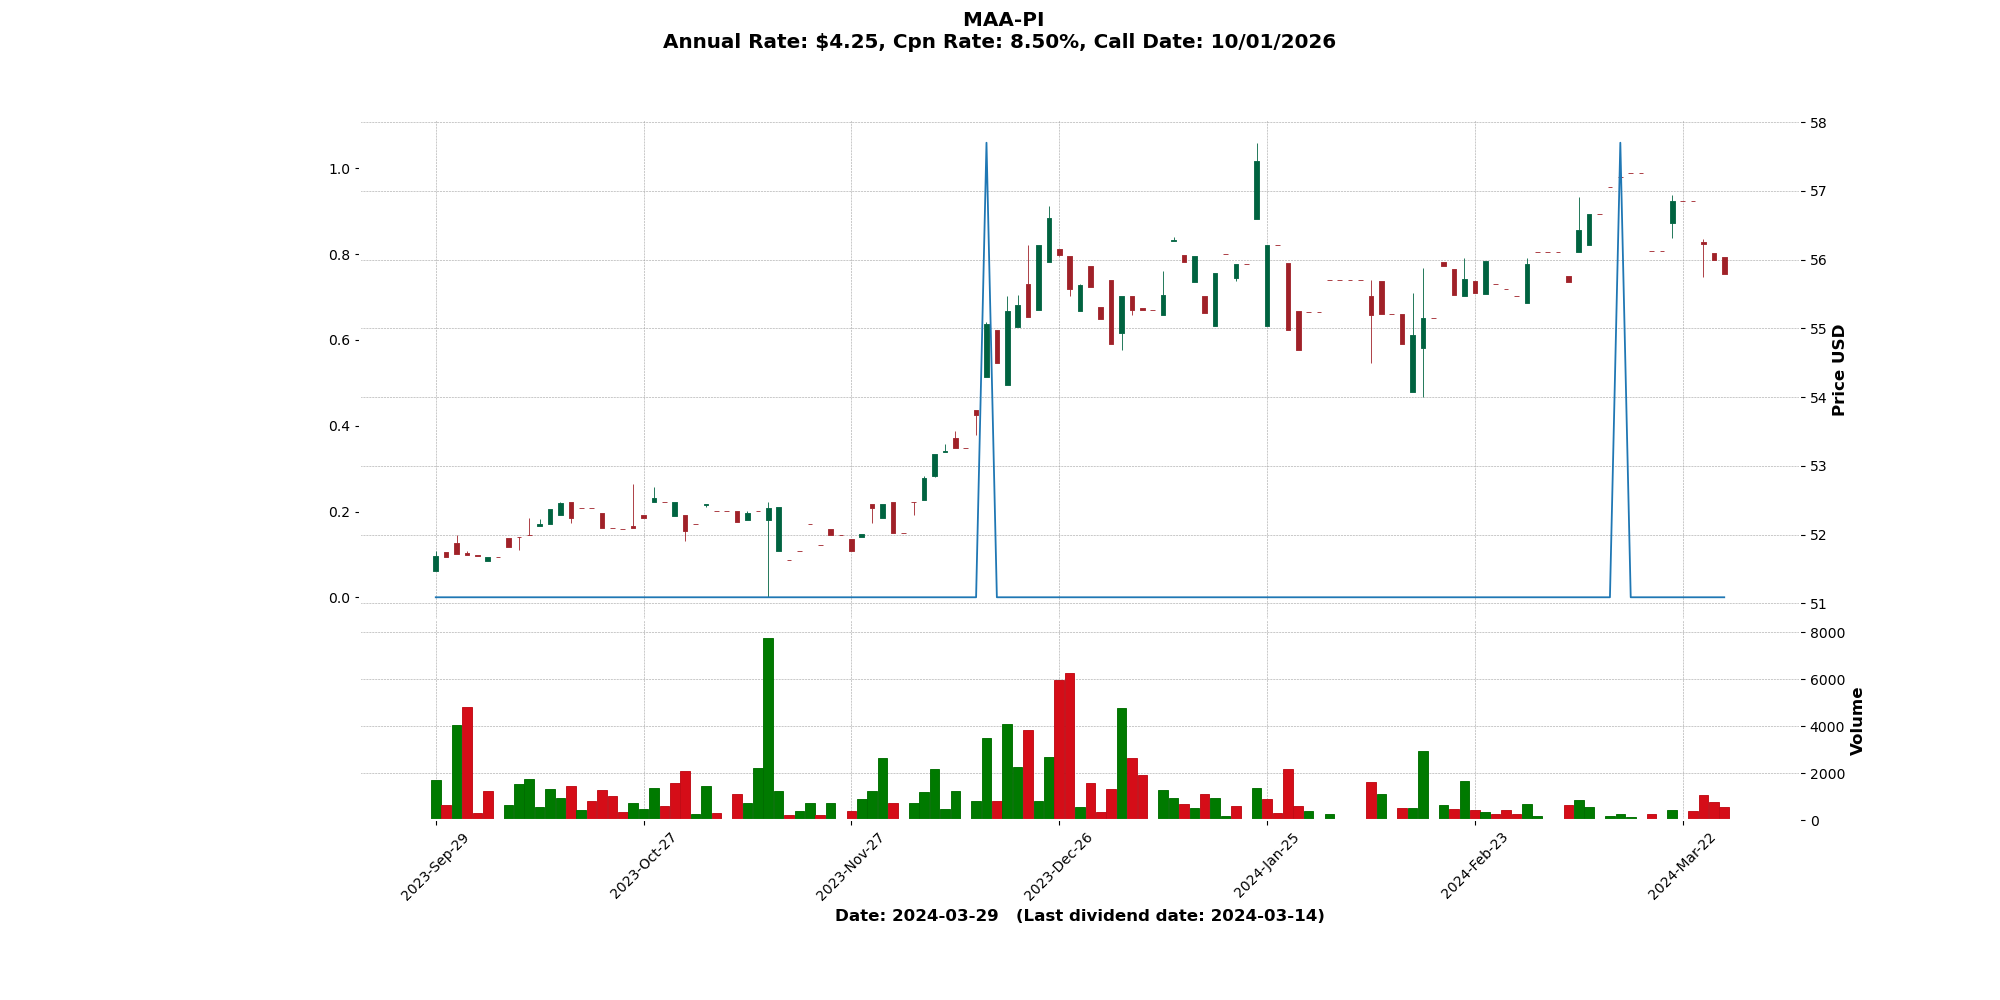 MAA-PI
Annual Rate: $4.25, Cpn Rate: 8.50%, Call Date: 10/01/2026
1.0
0.8
0.6
0.4
0.2
0.0
58
57
56
55
54
53
52
51
Price USD
8000
6000
4000
2000
0
Volume
2023-Sep-29
2023-Oct-27
2023-Nov-27
2023-Dec-26
2024-Jan-25
2024-Feb-23
2024-Mar-22
Date: 2024-03-29   (Last dividend date: 2024-03-14)